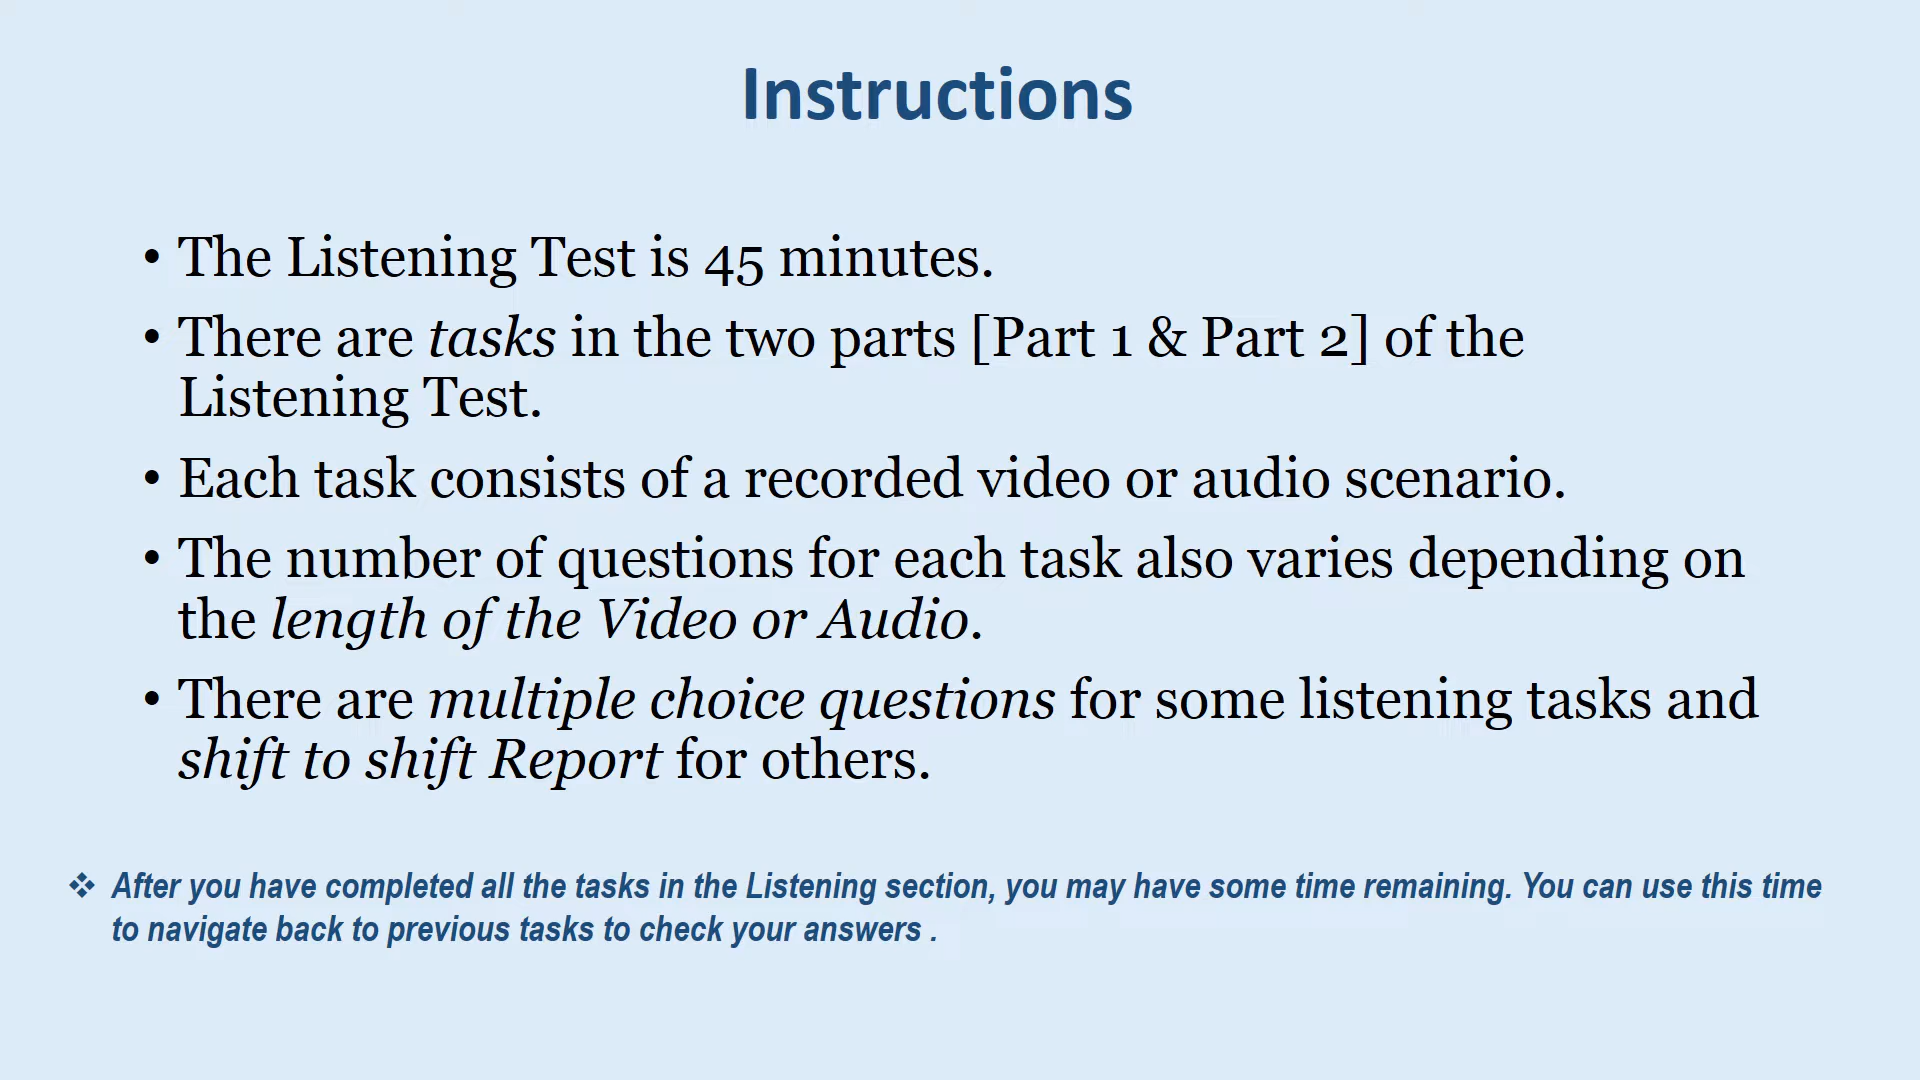 Instructions
• The Listening Test is 45 minutes.
• There are tasks in the two parts [Part 1 & Part 2] of the
Listening Test.
• Each task consists of a recorded video or audio scenario.
• The number of questions for each task also varies depending on
the length of the Video or Audio.
• There are multiple choice questions for some listening tasks and
shift to shift Report for others.
❖ After you have completed all the tasks in the Listening section, you may have some time remaining. You can use this time
to navigate back to previous tasks to check your answers .